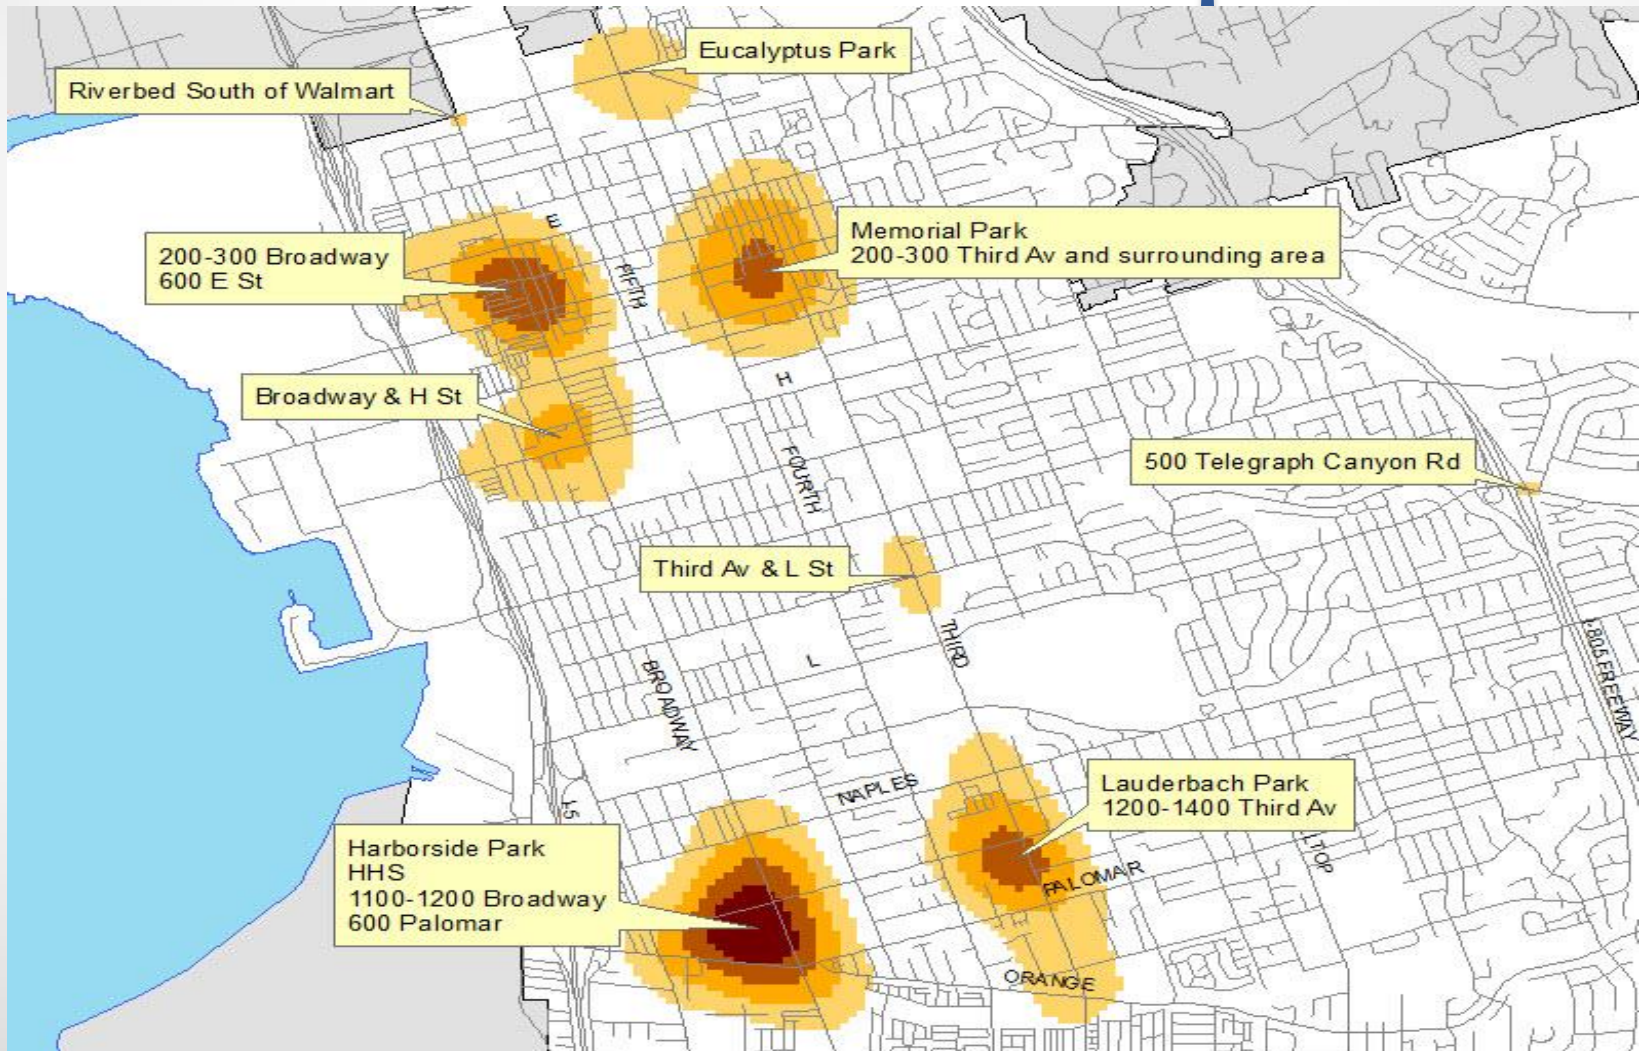 Eucalyptus Park
Riverbed South of Walmart
E
Memorial Park
200-300 Third Av and surrounding area
200-300 Broadway
600 E St
FIFTH
H
Broadway & H St
FOURTH
500 Telegraph Canyon Rd
Third Av & L St
THIRD
L
I-805 FREEWAY
BROADWAY
NAPLES
Lauderbach Park
1200-1400 Third Av
I-5
LTOP
Harborside Park
HHS
1100-1200 Broadway
600 Palomar
PALOMAR
ORANGE